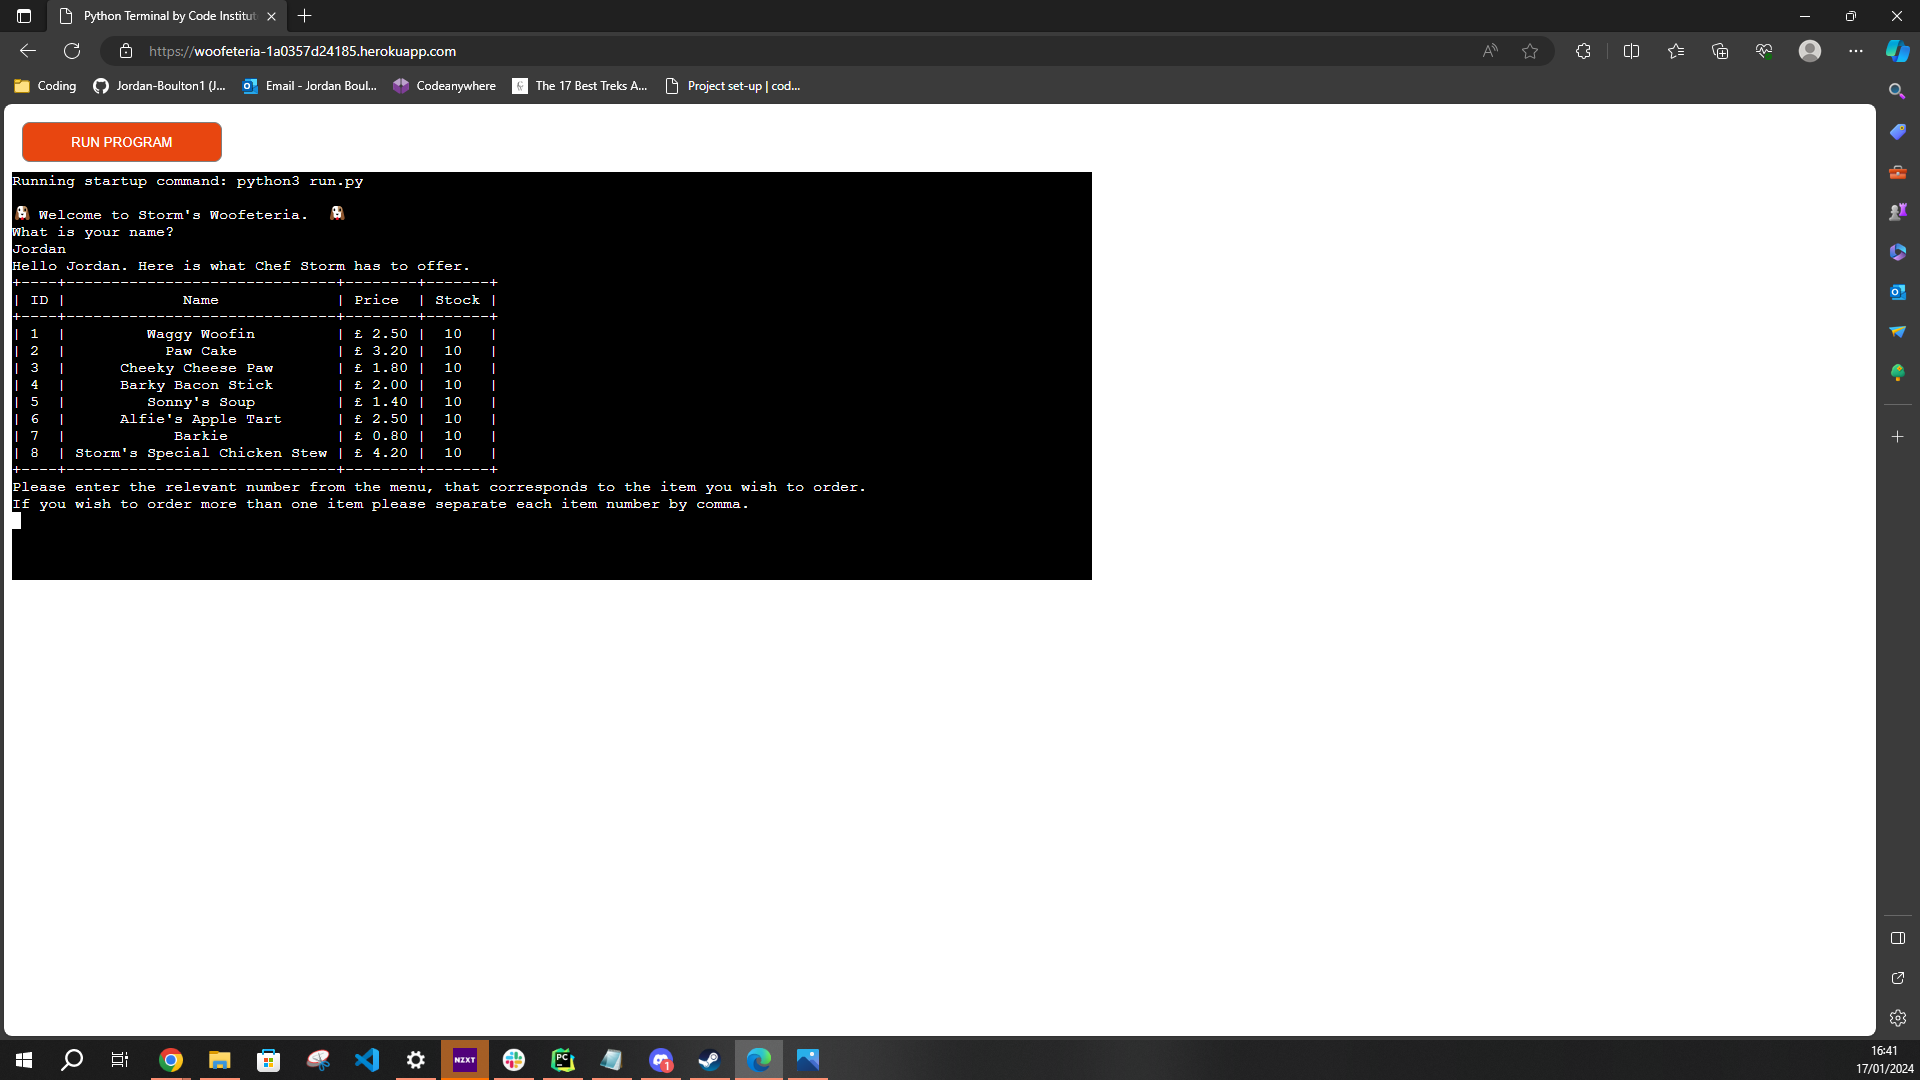 Python Terminal by Code Institut
https://woofeteria-1a0357d24185.herokuapp.com
Coding
Jordan-Boulton1 (J...
Email - Jordan Boul...
Codeanywhere
The 17 Best Treks A...
Project set-up | cod...
RUN PROGRAM
Running startup command: python3 run.py
Welcome to Storm's Woofeteria.
What is your name?
Jordan
Hello Jordan. Here is what Chef Storm has to offer.
+----+------------------------------+--------+-------+
| ID | Name | Price | Stock |
+----+------------------------------+--------+-------+
| 1 | Waggy Woofin | £ 2.50 | 10 |
| 2 | Paw Cake | £ 3.20 | 10 |
| 3 | Cheeky Cheese Paw | £ 1.80 | 10 |
| 4 | Barky Bacon Stick | £ 2.00 | 10 |
| 5 | Sonny's Soup | £ 1.40 | 10 |
| 6 | Alfie's Apple Tart | £ 2.50 | 10 |
| 7 | Barkie | £ 0.80 | 10 |
| 8 | Storm's Special Chicken Stew | £ 4.20 | 10 |
+----+------------------------------+--------+-------+
Please enter the relevant number from the menu, that corresponds to the item you wish to order.
If you wish to order more than one item please separate each item number by comma.
NZXT
PC
1
16:41
17/01/2024